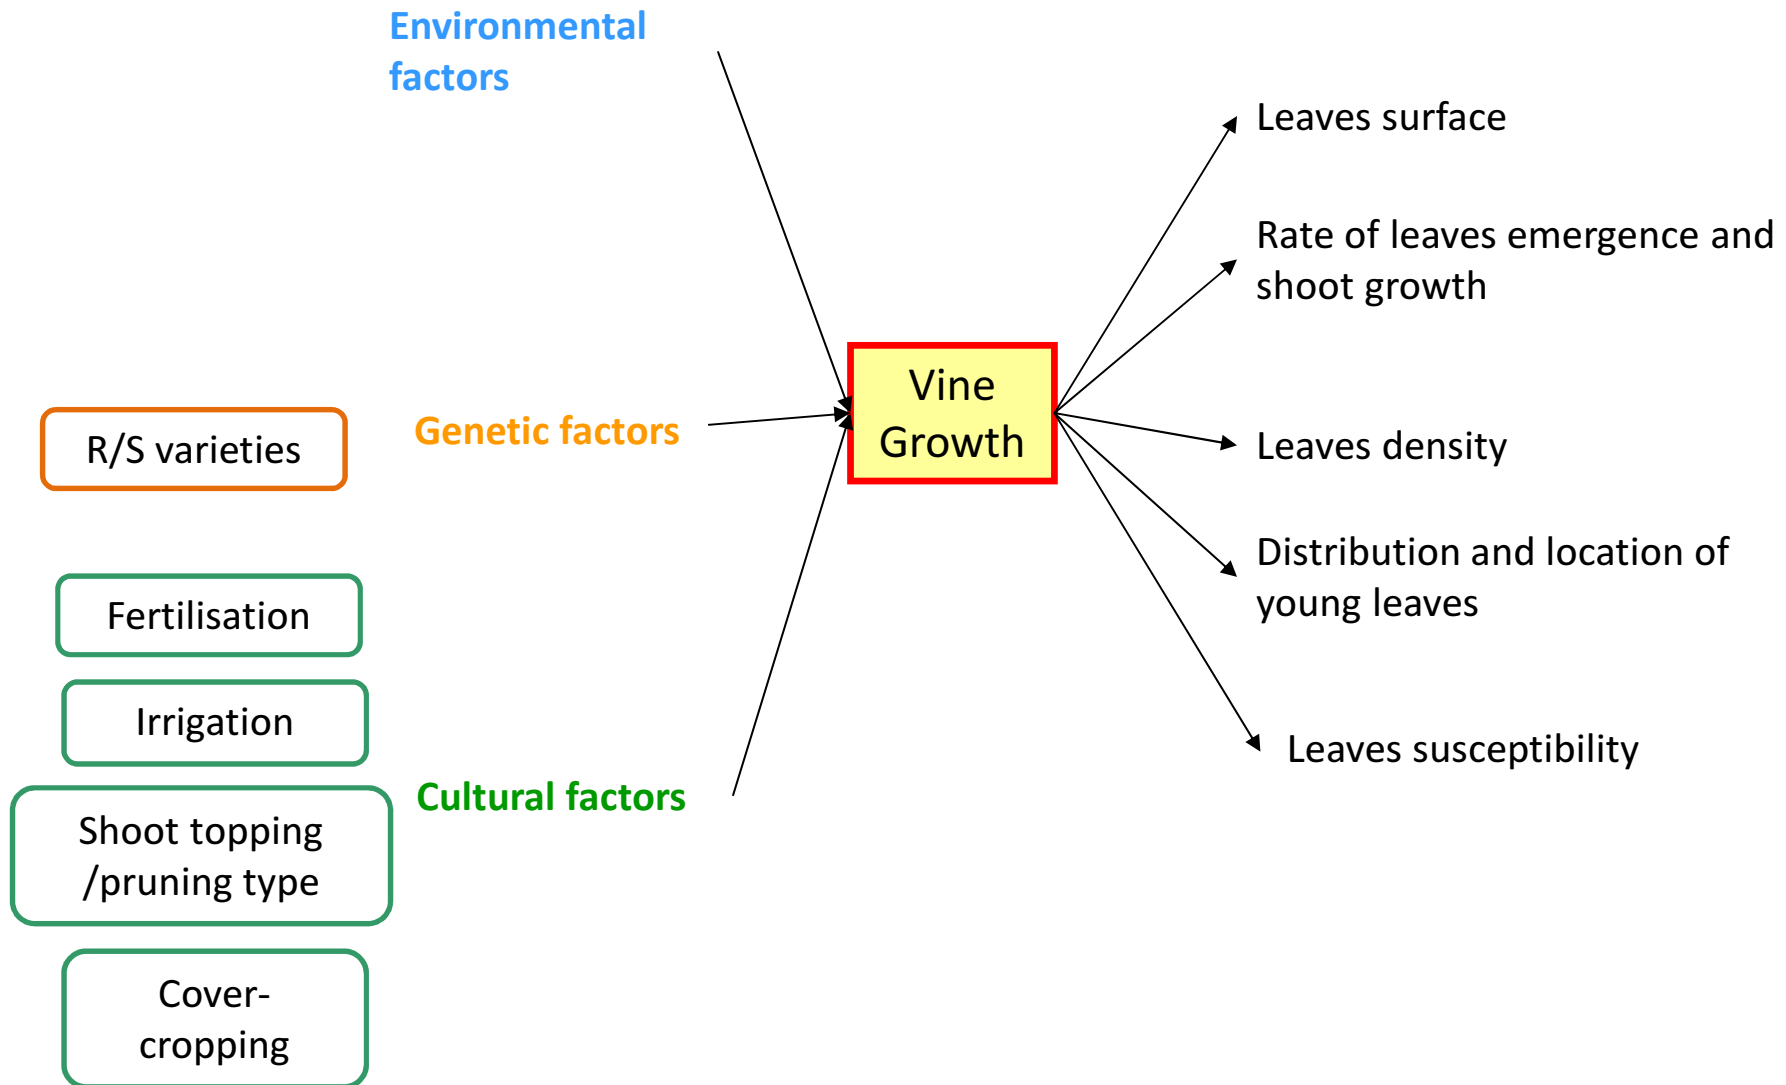 Environmental
factors
Leaves surface
Rate of leaves emergence and
shoot growth
Vine
Growth
R/S varieties
Genetic factors
Leaves density
Distribution and location of
young leaves
Fertilisation
Irrigation
Leaves susceptibility
Cultural factors
Shoot topping
/pruning type
Cover-
cropping